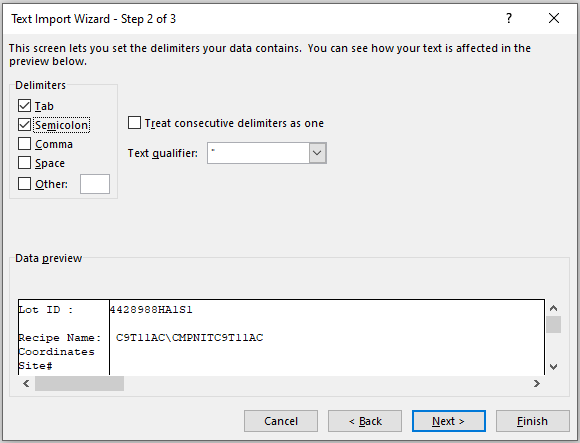 Text Import Wizard - Step 2 of 3
This screen lets you set the delimiters your data contains.  You can see how your text is affected in the
preview below.
Delimiters
Tab
Semicolon
Comma
Space
Other:
Treat consecutive delimiters as one
Text qualifier: "
Data preview
Lot ID : 4428988HA1S1
Recipe Name: C9T11AC\CMPNITC9T11AC
Coordinates
Site#
Cancel
< Back
Next >
Finish